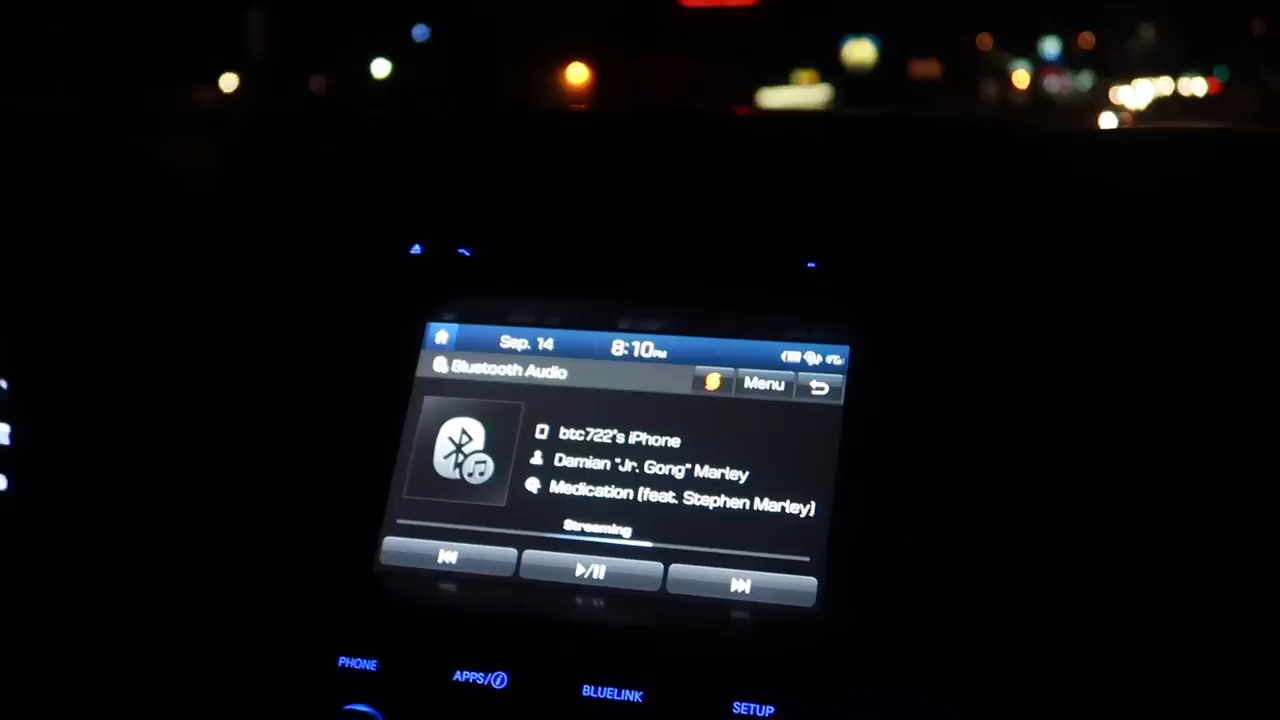 Sep. 14
8:10PM
Bluetooth Audio
Menu
btc722's iPhone
Damian "Jr. Gong" Marley
Medication (feat. Stephen Marley)
Streaming
PHONE
APPS/i
BLUELINK
SETUP